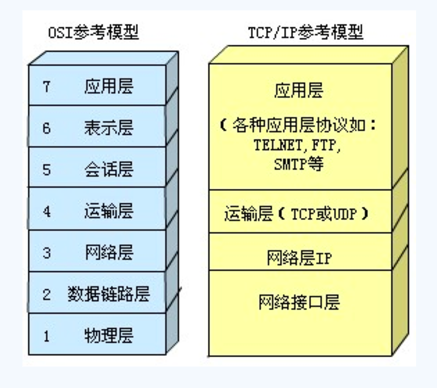 OSI参考模型
7 应用层
6 表示层
5 会话层
4 运输层
3 网络层
2 数据链路层
1 物理层
TCP/IP参考模型
应用层
（各种应用层协议如：
TELNET,FTP,
SMTP等
运输层（TCP或UDP）
网络层IP
网络接口层